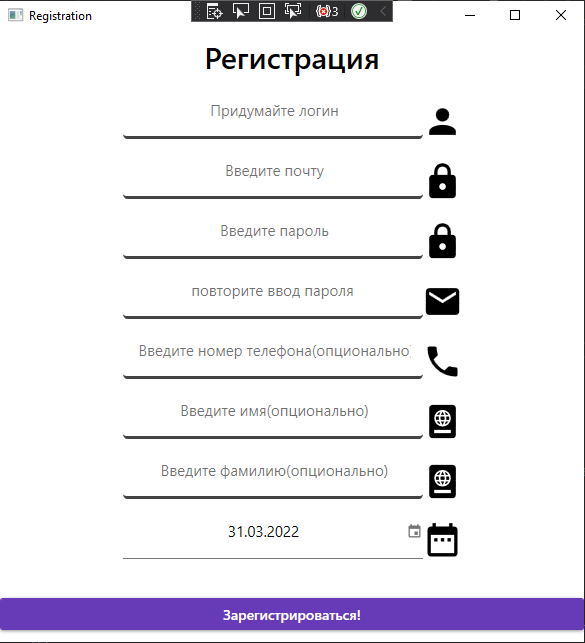 Registration
3
Регистрация
Придумайте логин
Введите почту
Введите пароль
повторите ввод пароля
Введите номер телефона(опционально)
Введите имя(опционально)
Введите фамилию(опционально)
31.03.2022
Зарегистрироваться!